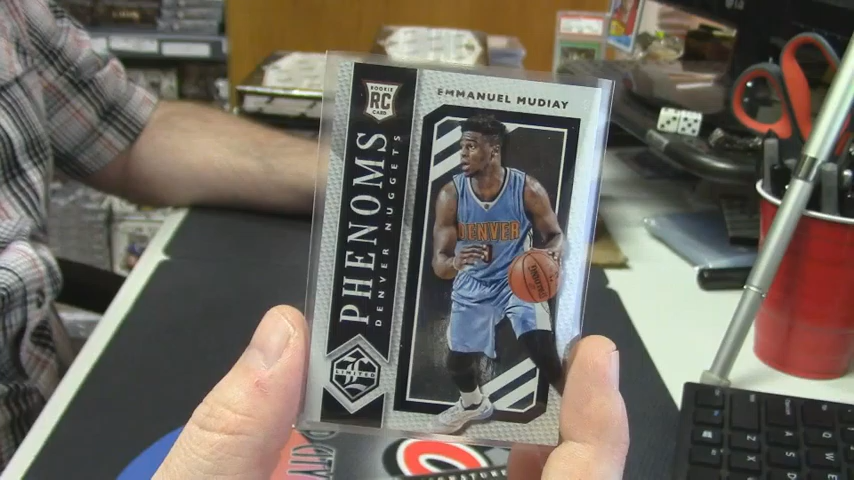 ROOKIE
RC
CARD
EMMANUEL MUDIAY
PHENOMS
DENVER NUGGETS
DENVER
LIMITED